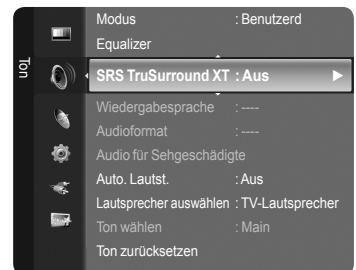 Ton
Modus : Benutzerd
Equalizer
SRS TruSurround XT : Aus ►
Wiedergabesprache : ----
Audioformat : ----
Audio für Sehgeschädigte
Auto. Lautst. : Aus
Lautsprecher auswählen : TV-Lautsprecher
Ton wählen : Main
Ton zurücksetzen